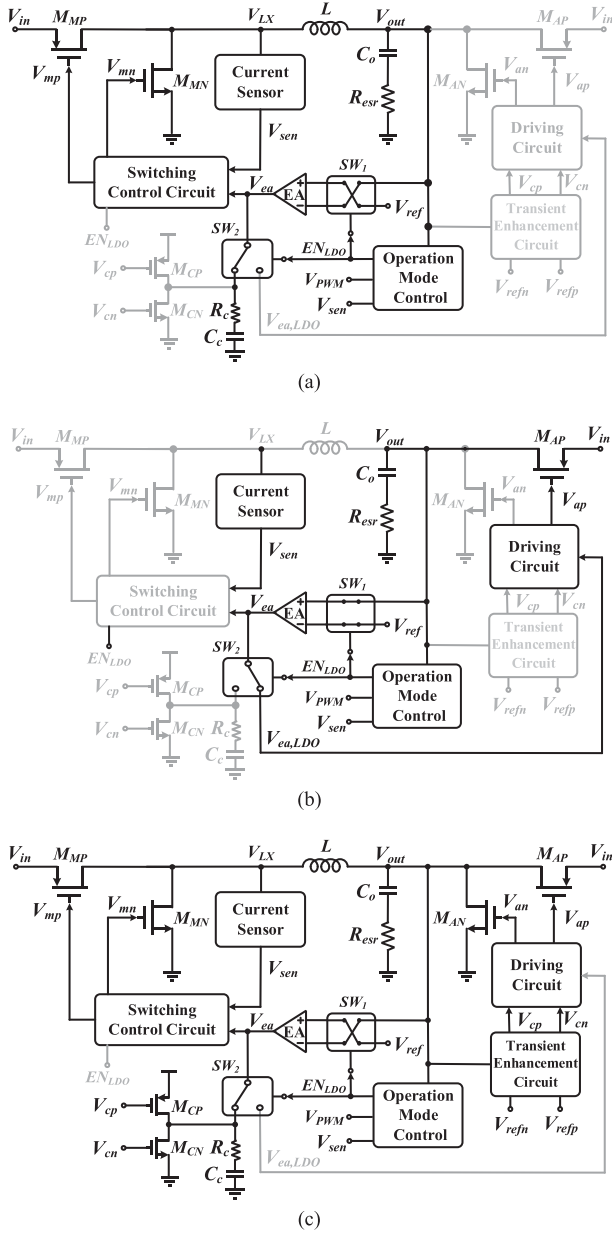 V_in M_MP V_LX L V_out M_AP V_in
V_mp V_mn M_MN Current Sensor C_o R_esr M_AN V_an V_ap
V_sen Driving Circuit
Switching Control Circuit V_ea EA SW_1 V_ref V_cp V_cn
EN_LDO SW_2 EN_LDO Operation Mode Control Transient Enhancement Circuit
V_cp M_CP V_PWM V_refn V_refp
V_cn M_CN R_c V_sen
C_c V_ea,LDO
(a)
V_in M_MP V_LX L V_out M_AP V_in
V_mp V_mn M_MN Current Sensor C_o R_esr M_AN V_an V_ap
V_sen Driving Circuit
Switching Control Circuit V_ea EA SW_1 V_ref V_cp V_cn
EN_LDO SW_2 EN_LDO Operation Mode Control Transient Enhancement Circuit
V_cp M_CP V_PWM V_refn V_refp
V_cn M_CN R_c V_sen
C_c V_ea,LDO
(b)
V_in M_MP V_LX L V_out M_AP V_in
V_mp V_mn M_MN Current Sensor C_o R_esr M_AN V_an V_ap
V_sen Driving Circuit
Switching Control Circuit V_ea EA SW_1 V_ref V_cp V_cn
EN_LDO SW_2 EN_LDO Operation Mode Control Transient Enhancement Circuit
V_cp M_CP V_PWM V_refn V_refp
V_cn M_CN R_c V_sen
C_c V_ea,LDO
(c)